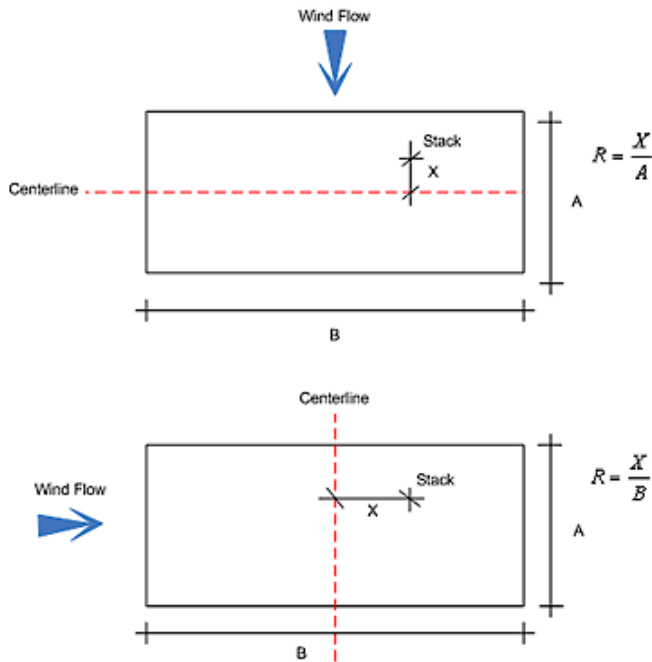 Wind Flow
Stack
R = X/A
X
Centerline
A
B
Centerline
Wind Flow
Stack
R = X/B
X
A
B